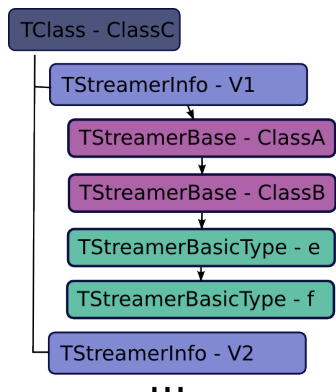 TClass - ClassC
TStreamerInfo - V1
TStreamerBase - ClassA
TStreamerBase - ClassB
TStreamerBasicType - e
TStreamerBasicType - f
TStreamerInfo - V2
...